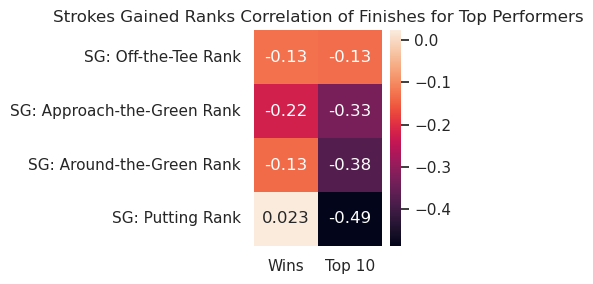 Strokes Gained Ranks Correlation of Finishes for Top Performers
SG: Off-the-Tee Rank -0.13 -0.13
SG: Approach-the-Green Rank -0.22 -0.33
SG: Around-the-Green Rank -0.13 -0.38
SG: Putting Rank 0.023 -0.49
Wins Top 10
0.0
−0.1
−0.2
−0.3
−0.4